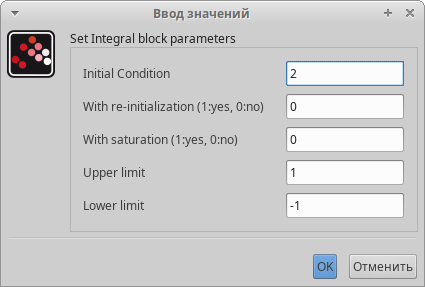 Ввод значений
Set Integral block parameters
Initial Condition 2
With re-initialization (1:yes, 0:no) 0
With saturation (1:yes, 0:no) 0
Upper limit 1
Lower limit -1
OK Отменить